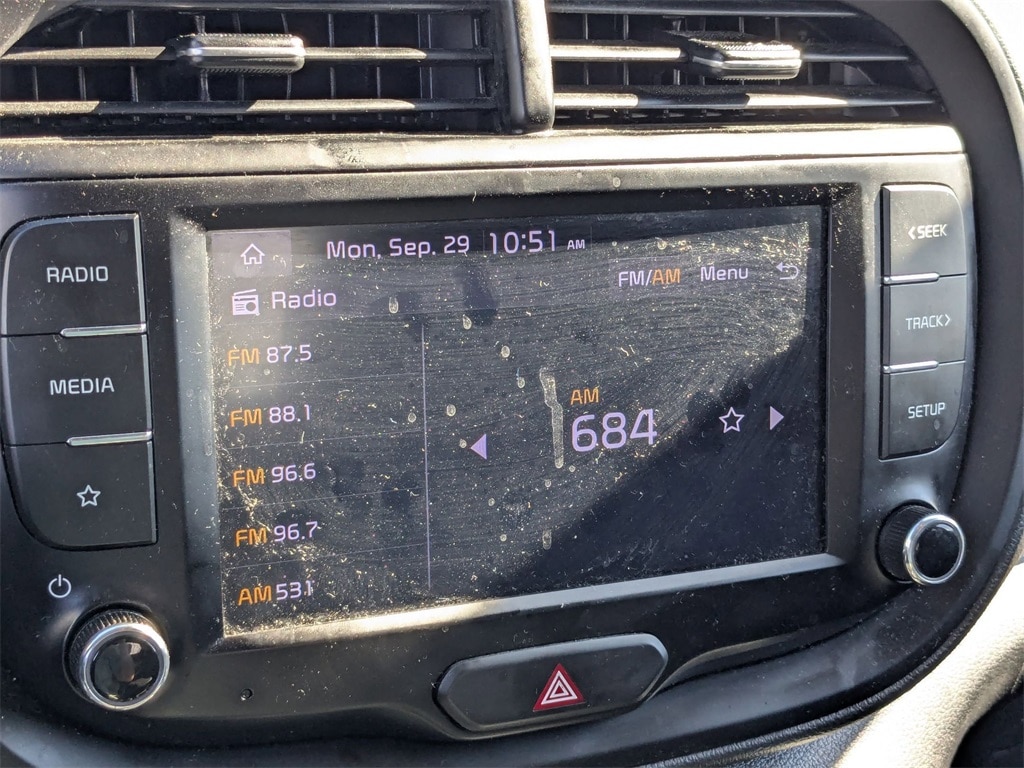 Mon, Sep. 29 10:51 AM
Radio
FM/AM Menu
FM 87.5
FM 88.1
FM 96.6
FM 96.7
AM 531
AM
684
RADIO
MEDIA
<SEEK
TRACK>
SETUP